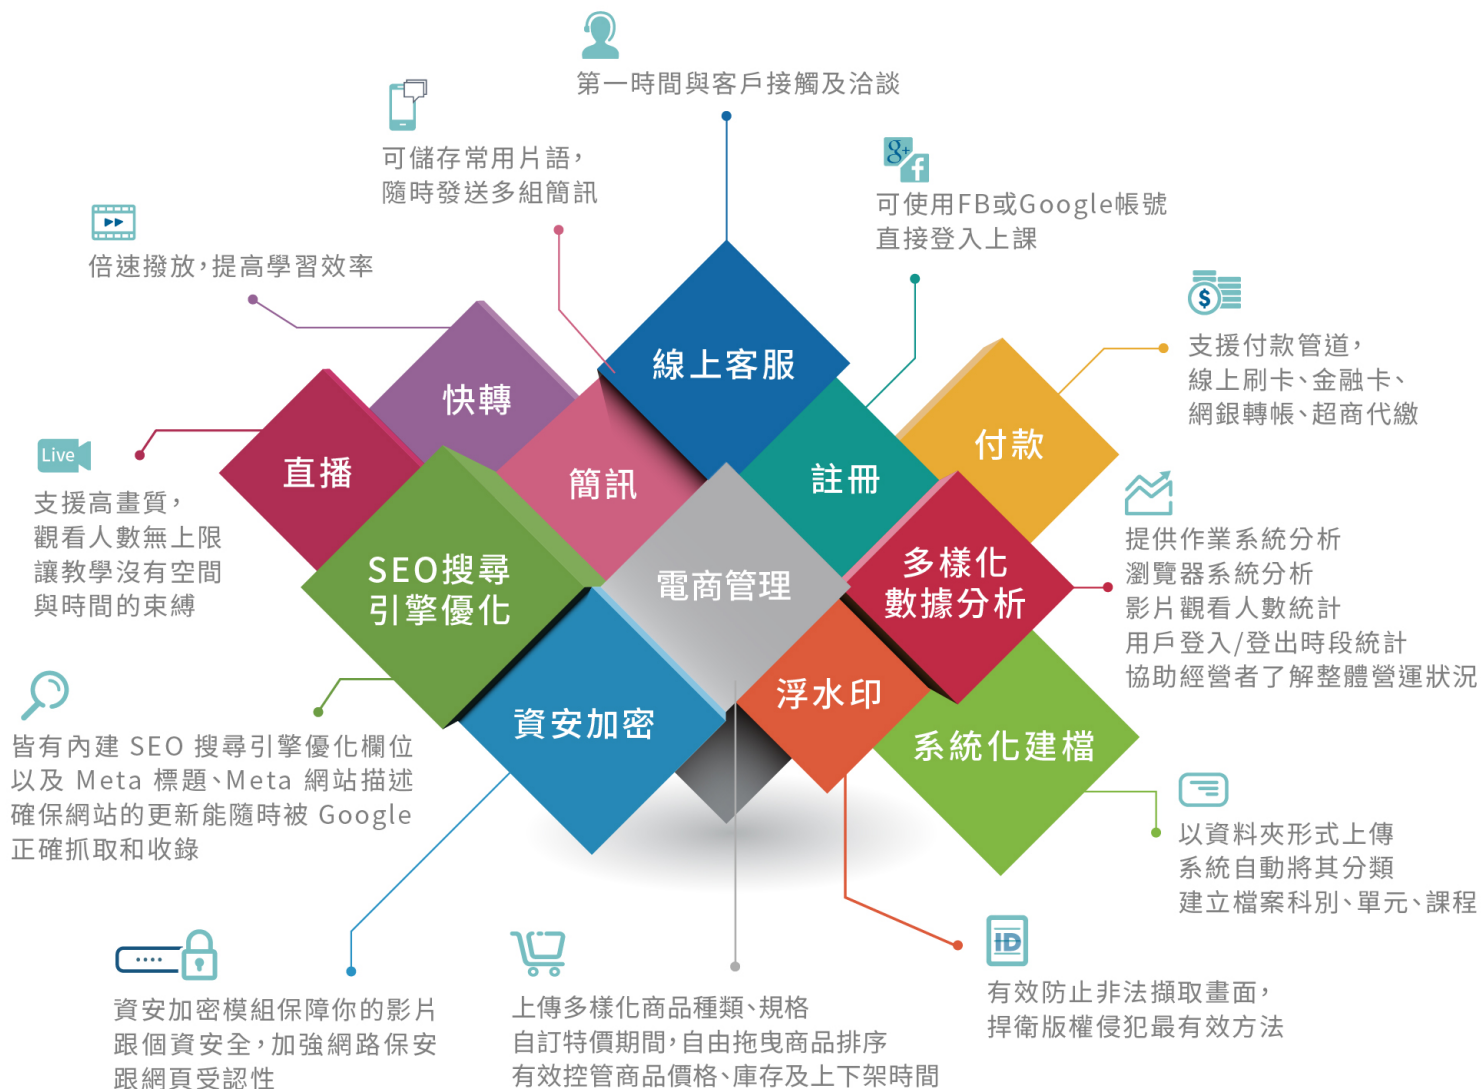 第一時間與客戶接觸及洽談
可儲存常用片語，
隨時發送多組簡訊
g+
f
可使用FB或Google帳號
直接登入上課
倍速撥放，提高學習效率
$
支援付款管道，
線上刷卡、金融卡、
網銀轉帳、超商代繳
線上客服
快轉
付款
直播
簡訊
註冊
Live
支援高畫質，
觀看人數無上限
讓教學沒有空間
與時間的束縛
SEO搜尋
引擎優化
電商管理
多樣化
數據分析
提供作業系統分析
瀏覽器系統分析
影片觀看人數統計
用戶登入/登出時段統計
協助經營者了解整體營運狀況
資安加密
浮水印
系統化建檔
皆有內建 SEO 搜尋引擎優化欄位
以及 Meta 標題、Meta 網站描述
確保網站的更新能隨時被 Google
正確抓取和收錄
以資料夾形式上傳
系統自動將其分類
建立檔案科別、單元、課程
資安加密模組保障你的影片
跟個資安全，加強網路保安
跟網頁受認性
上傳多樣化商品種類、規格
自訂特價期間，自由拖曳商品排序
有效控管商品價格、庫存及上下架時間
ID
有效防止非法擷取畫面，
捍衛版權侵犯最有效方法